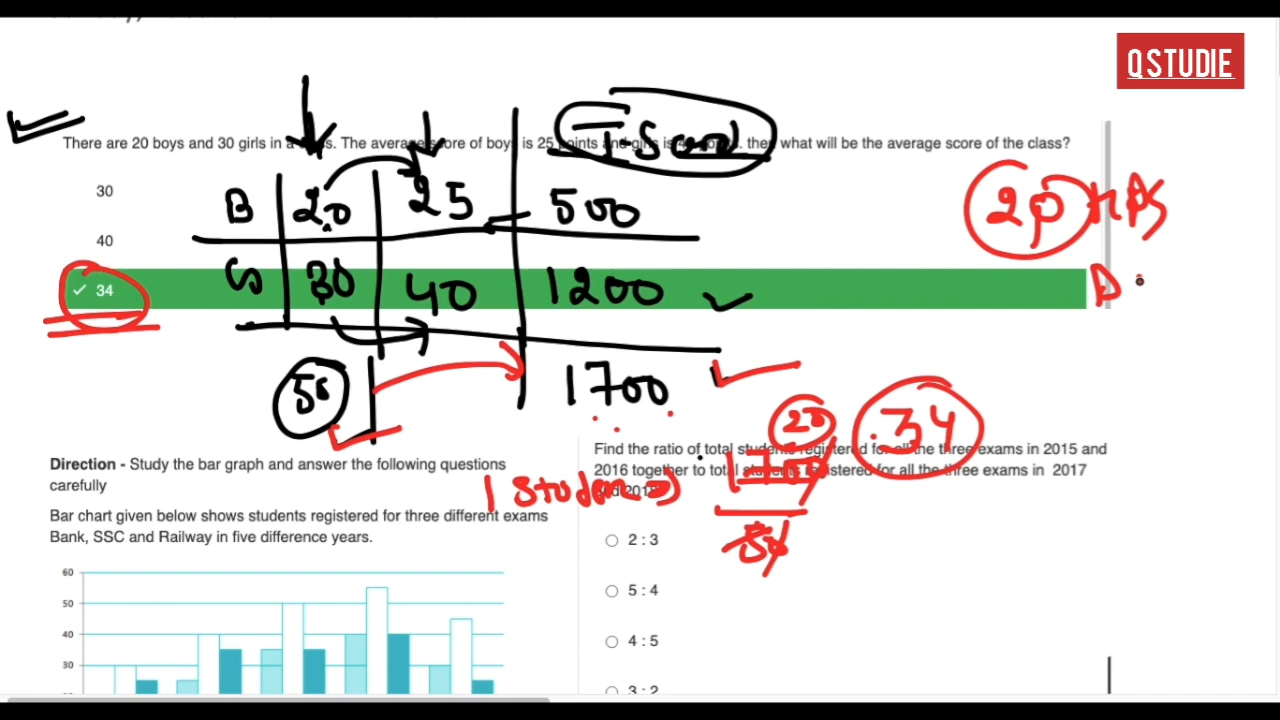 QSTUDIE
There are 20 boys and 30 girls in a. The average score of boys is 25 points and girls is. then what will be the average score of the class?
T Score
30
B 20 25 500
40
G 30 40 1200
34
50 1700
20
34
1700
50
1 student
Direction - Study the bar graph and answer the following questions
carefully
Bar chart given below shows students registered for three different exams
Bank, SSC and Railway in five difference years.
60
50
40
30
Find the ratio of total students registered for all the three exams in 2015 and
2016 together to total students registered for all the three exams in 2017
2 : 3
5 : 4
4 : 5
3 : 2